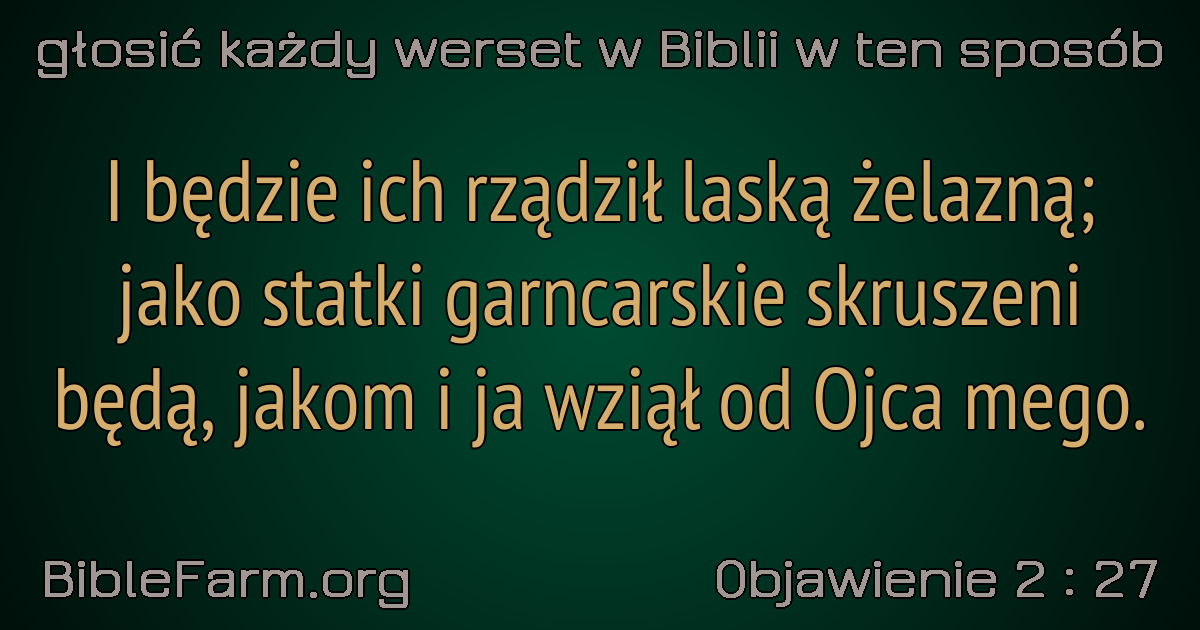 głosić każdy werset w Biblii w ten sposób
I będzie ich rządził laską żelazną;
jako statki garncarskie skruszeni
będą, jakom i ja wziął od Ojca mego.
BibleFarm.org
Objawienie 2 : 27